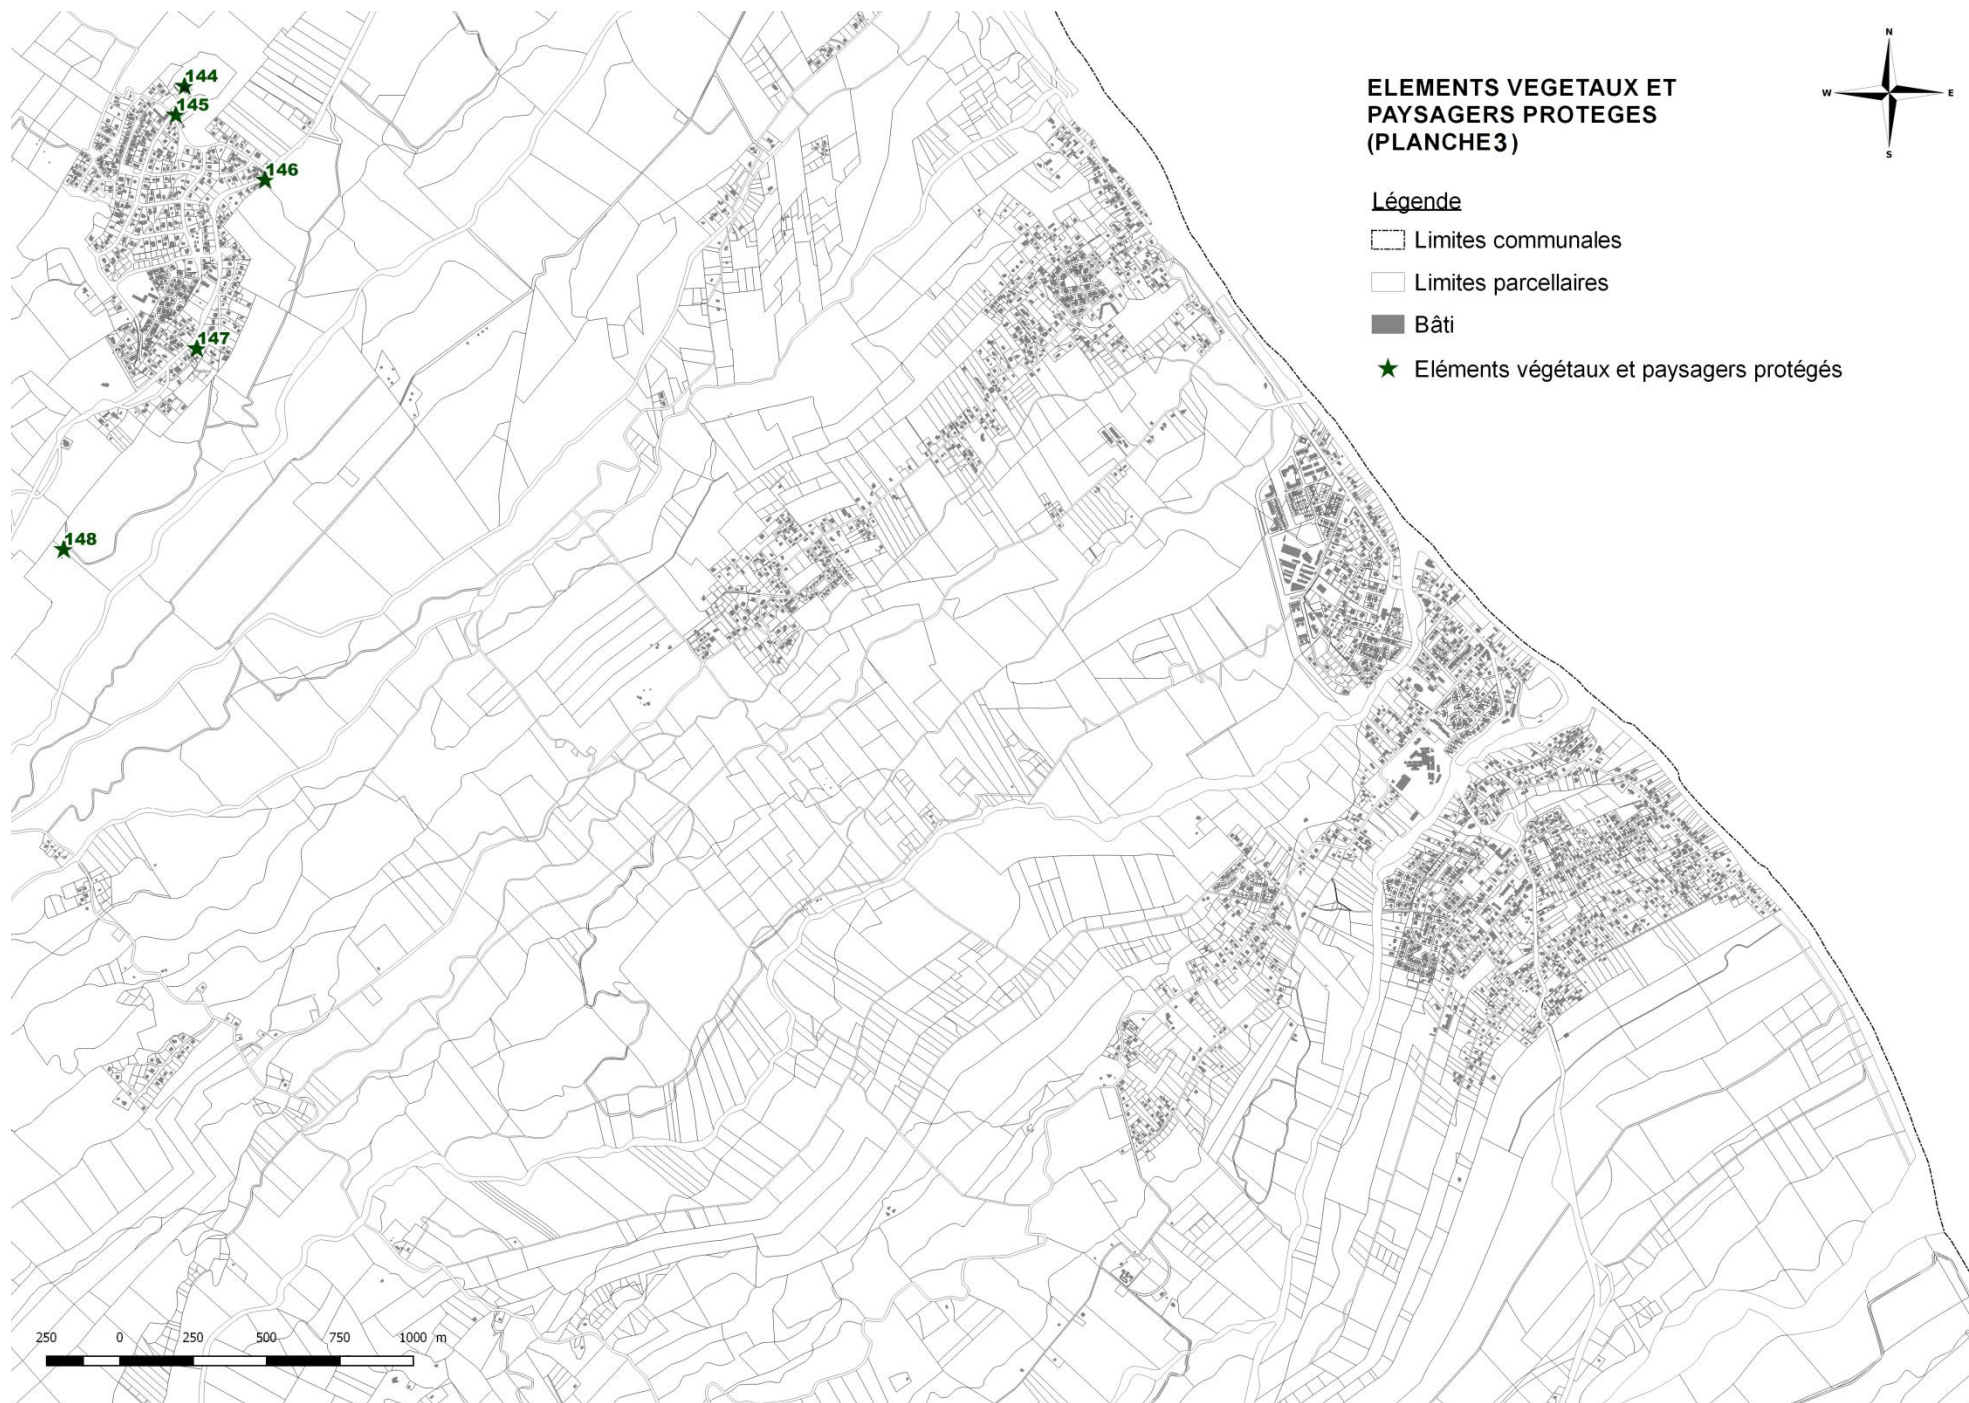 ELEMENTS VEGETAUX ET
PAYSAGERS PROTEGES
(PLANCHE3)
N
W
E
S
Légende
Limites communales
Limites parcellaires
Bâti
Eléments végétaux et paysagers protégés
144
145
146
147
148
250 0 250 500 750 1000 m